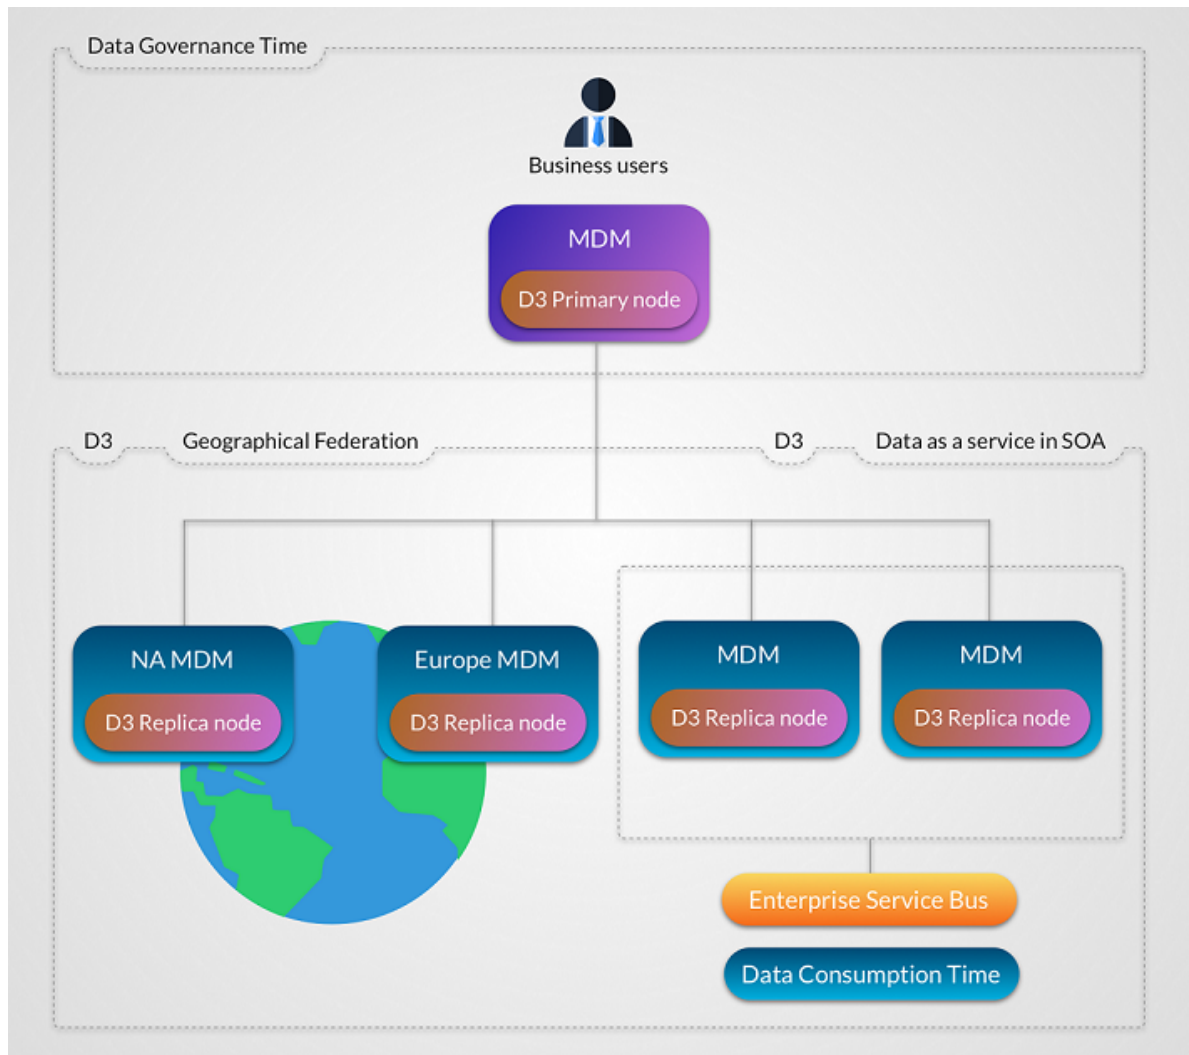 Data Governance Time
Business users
MDM
D3 Primary node
D3
Geographical Federation
D3
Data as a service in SOA
NA MDM
D3 Replica node
Europe MDM
D3 Replica node
MDM
D3 Replica node
MDM
D3 Replica node
Enterprise Service Bus
Data Consumption Time